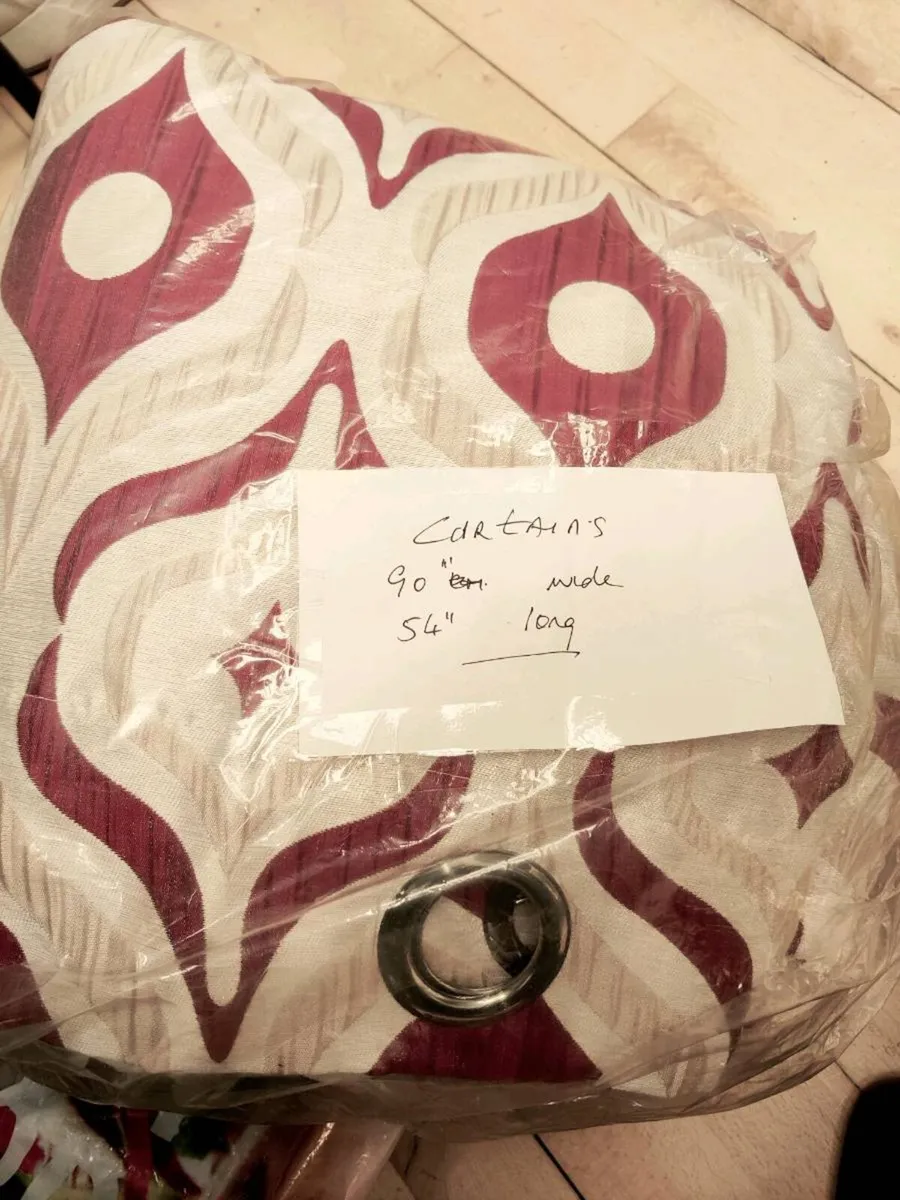 CURTAINS
90" wide
54" long